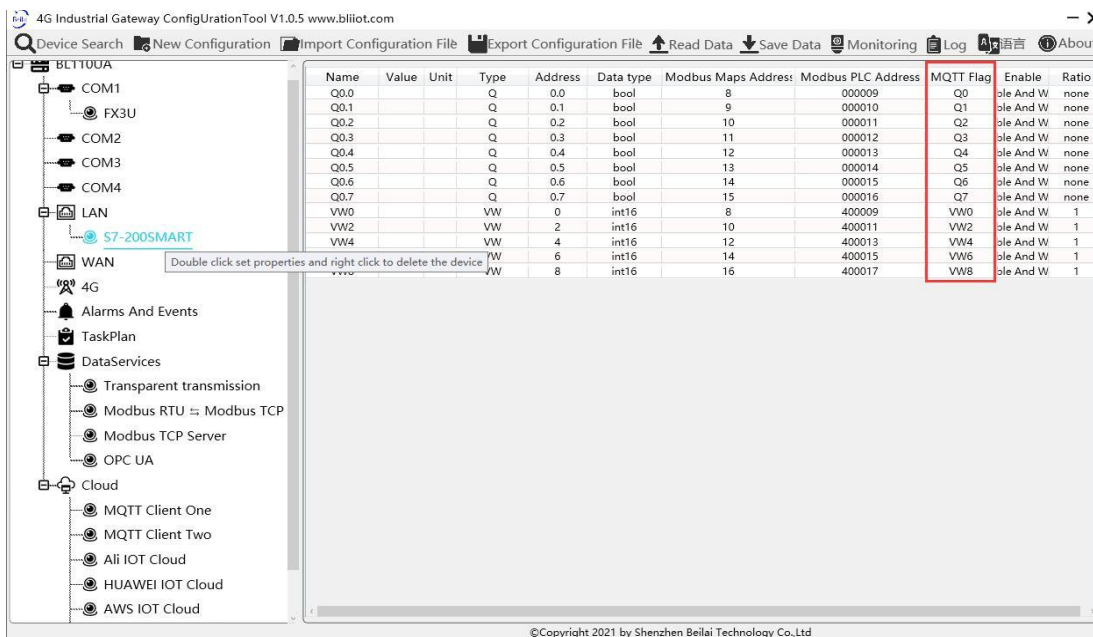 Beilai 4G Industrial Gateway ConfigUrationTool V1.0.5 www.bliiot.com
Device Search New Configuration Import Configuration File Export Configuration File Read Data Save Data Monitoring Log 语言 Abou
BL110UA
COM1
FX3U
COM2
COM3
COM4
LAN
S7-200SMART
WAN
4G
Alarms And Events
TaskPlan
DataServices
Transparent transmission
Modbus RTU ⇆ Modbus TCP
Modbus TCP Server
OPC UA
Cloud
MQTT Client One
MQTT Client Two
Ali IOT Cloud
HUAWEI IOT Cloud
AWS IOT Cloud
Double click set properties and right click to delete the device
Name Value Unit Type Address Data type Modbus Maps Address Modbus PLC Address MQTT Flag Enable Ratio
Q0.0 Q 0.0 bool 8 000009 Q0 ble And W none
Q0.1 Q 0.1 bool 9 000010 Q1 ble And W none
Q0.2 Q 0.2 bool 10 000011 Q2 ble And W none
Q0.3 Q 0.3 bool 11 000012 Q3 ble And W none
Q0.4 Q 0.4 bool 12 000013 Q4 ble And W none
Q0.5 Q 0.5 bool 13 000014 Q5 ble And W none
Q0.6 Q 0.6 bool 14 000015 Q6 ble And W none
Q0.7 Q 0.7 bool 15 000016 Q7 ble And W none
VW0 VW 0 int16 8 400009 VW0 ble And W 1
VW2 VW 2 int16 10 400011 VW2 ble And W 1
VW4 VW 4 int16 12 400013 VW4 ble And W 1
VW 6 int16 14 400015 VW6 ble And W 1
VW8 VW 8 int16 16 400017 VW8 ble And W 1
©Copyright 2021 by Shenzhen Beilai Technology Co.,Ltd